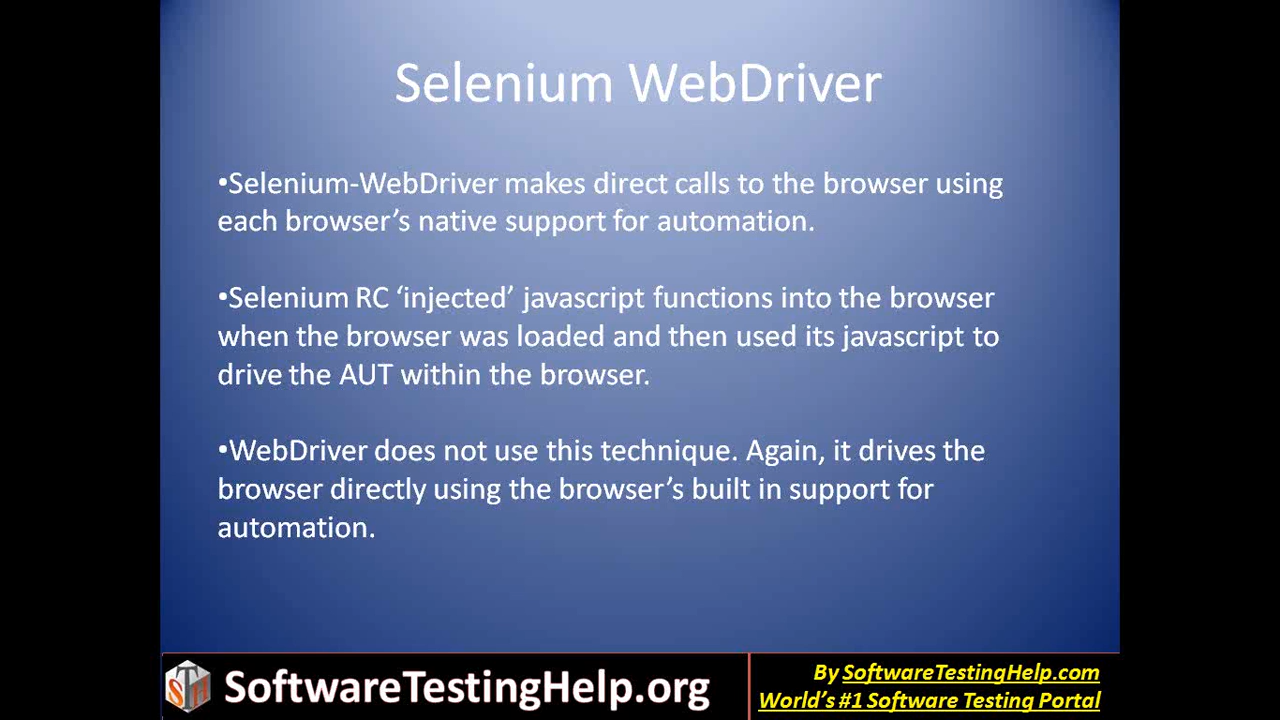 Selenium WebDriver
•Selenium-WebDriver makes direct calls to the browser using
each browser’s native support for automation.
•Selenium RC ‘injected’ javascript functions into the browser
when the browser was loaded and then used its javascript to
drive the AUT within the browser.
•WebDriver does not use this technique. Again, it drives the
browser directly using the browser’s built in support for
automation.
STH
SoftwareTestingHelp.org
By SoftwareTestingHelp.com
World’s #1 Software Testing Portal